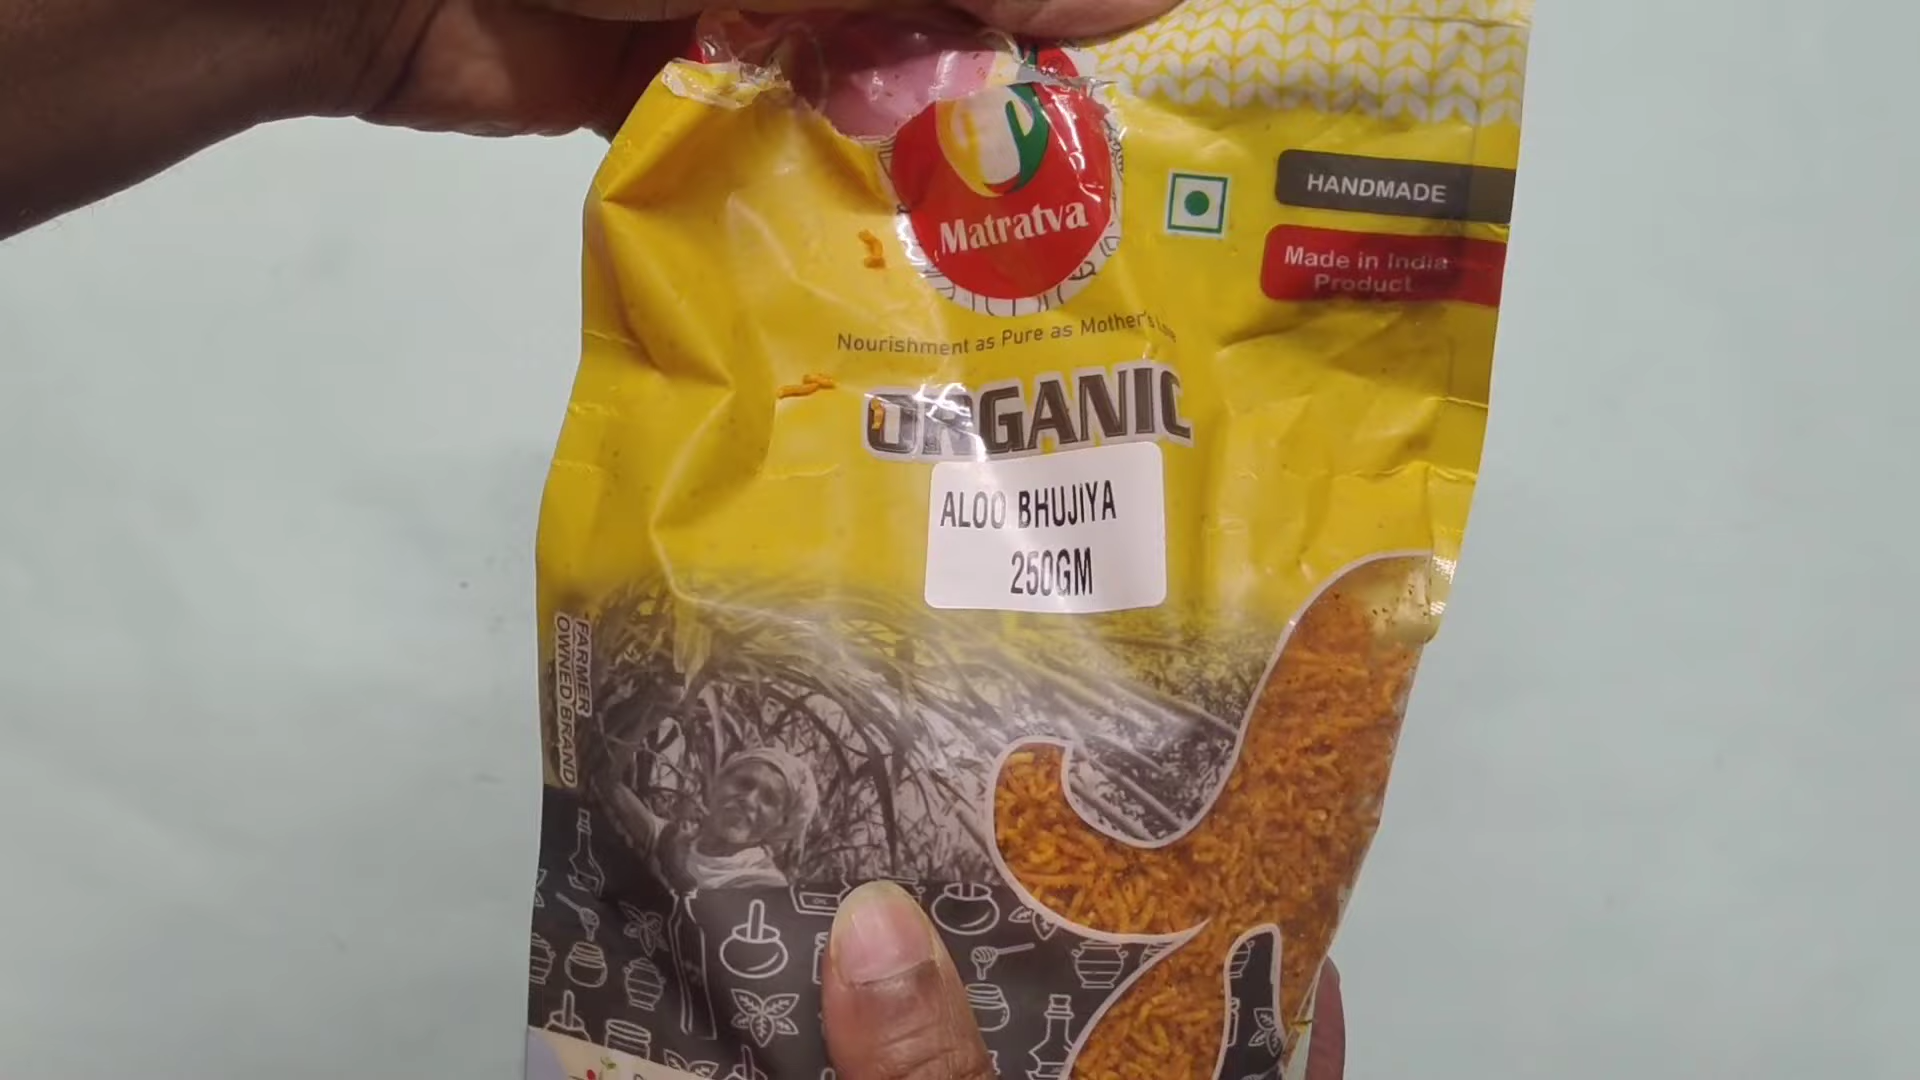 Matratva
HANDMADE
Made in India
Product
Nourishment as Pure as Mother's
ORGANIC
ALOO BHUJIYA
250GM
"FARMER
OWNED BRAND